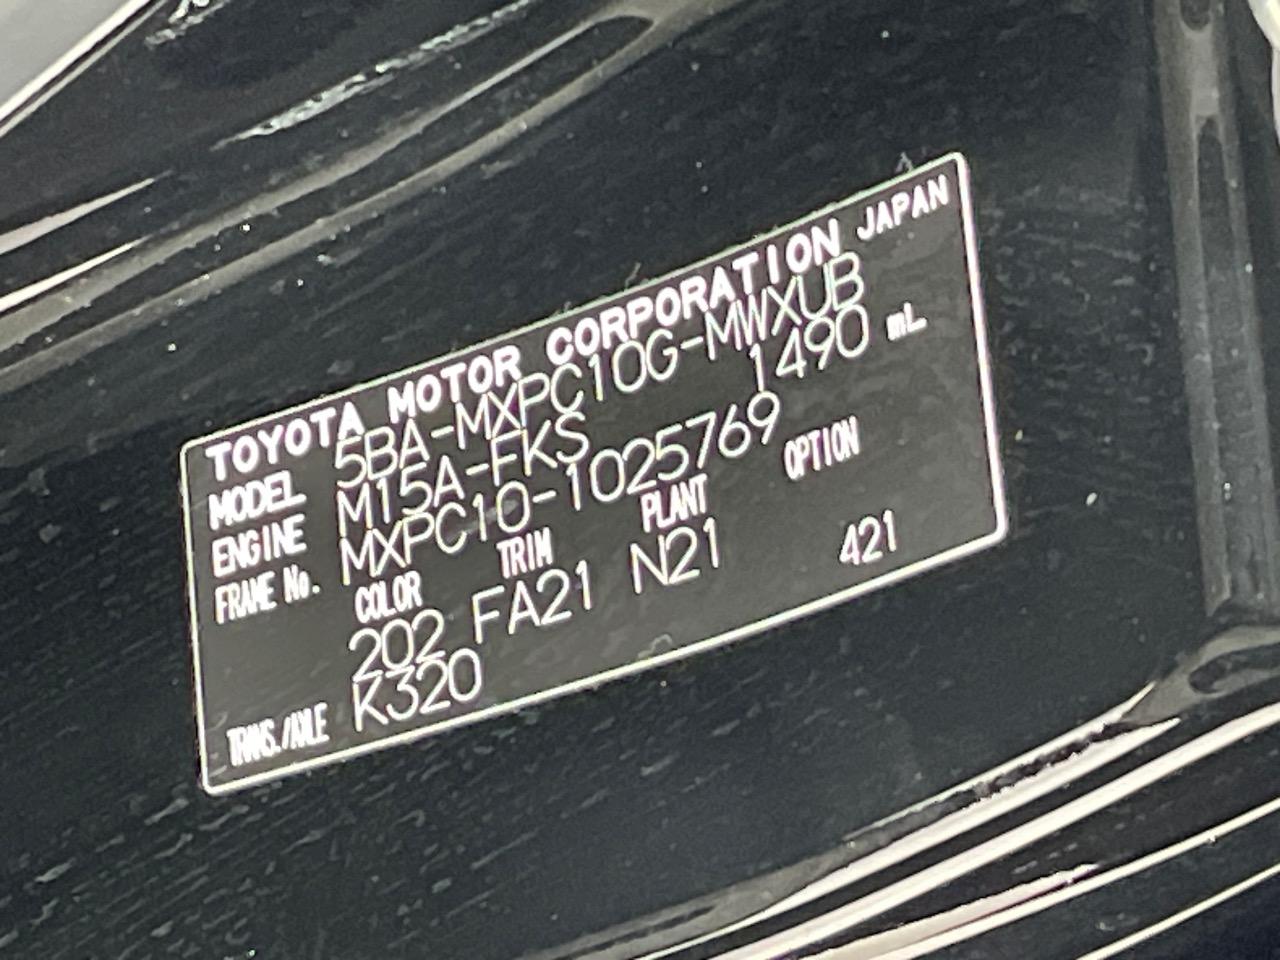 TOYOTA MOTOR CORPORATION JAPAN
MODEL 5BA-MXPC10G-MWXUB
ENGINE M15A-FKS 1490 mL
FRAME No. MXPC10-1025769
COLOR TRIM PLANT OPTION
202 FA21 N21 421
TRANS./AXLE K320